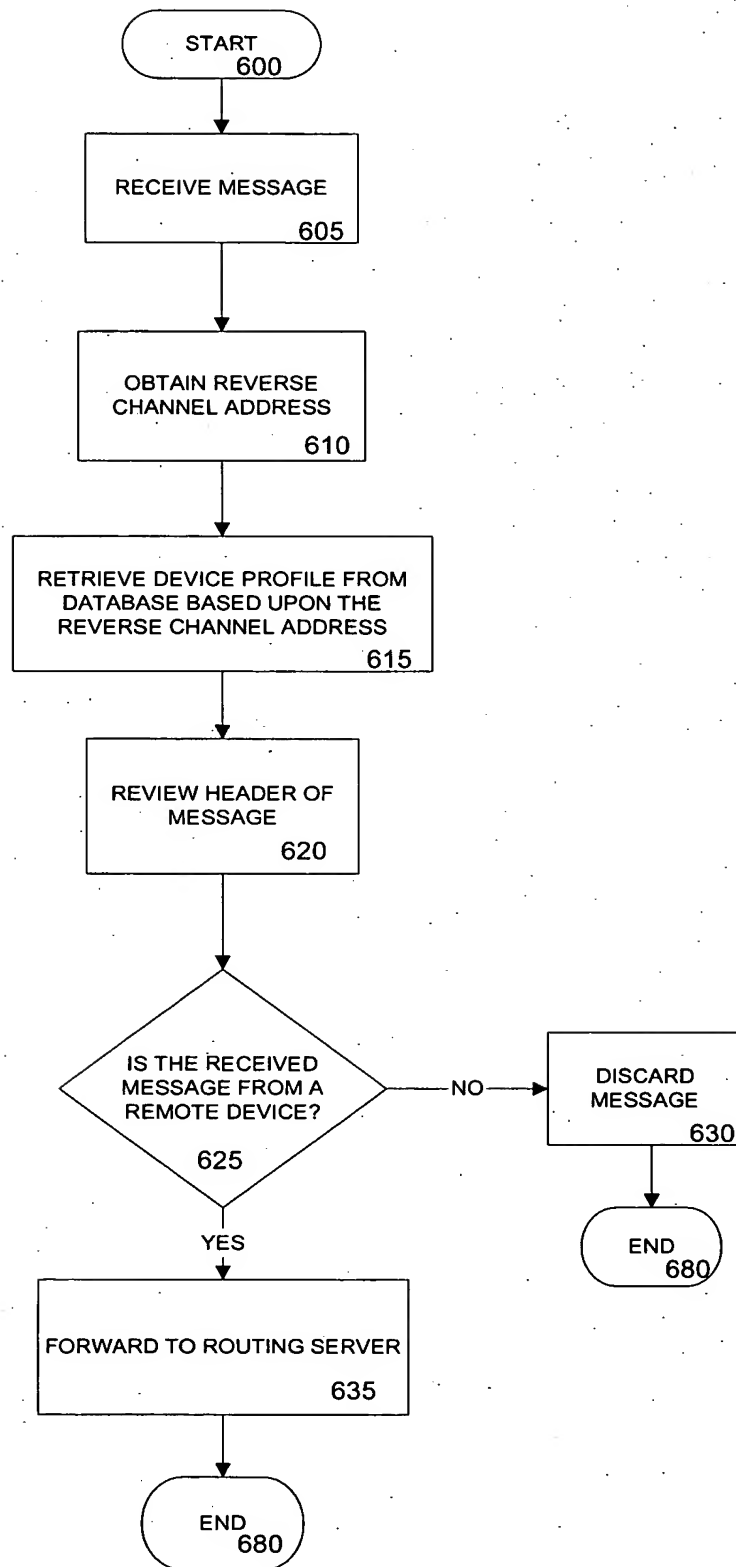 START
600
RECEIVE MESSAGE
605
OBTAIN REVERSE
CHANNEL ADDRESS
610
RETRIEVE DEVICE PROFILE FROM
DATABASE BASED UPON THE
REVERSE CHANNEL ADDRESS
615
REVIEW HEADER OF
MESSAGE
620
IS THE RECEIVED
MESSAGE FROM A
REMOTE DEVICE?
625
NO
DISCARD
MESSAGE
630
END
680
YES
FORWARD TO ROUTING SERVER
635
END
680